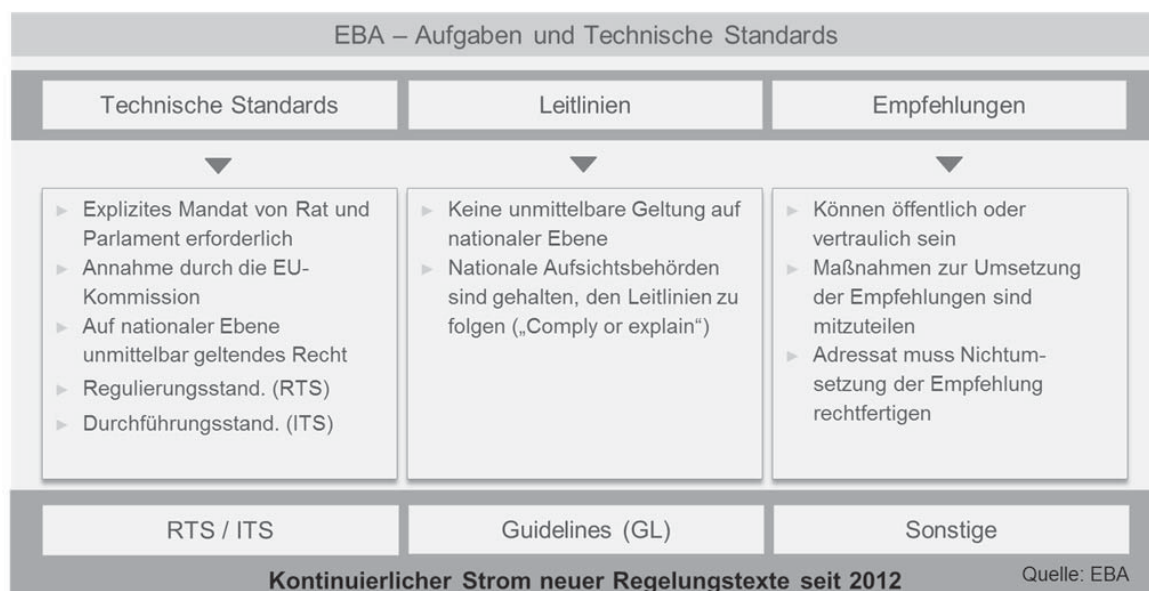 EBA – Aufgaben und Technische Standards
Technische Standards
Leitlinien
Empfehlungen
Explizites Mandat von Rat und
Parlament erforderlich
Annahme durch die EU-
Kommission
Auf nationaler Ebene
unmittelbar geltendes Recht
Regulierungsstand. (RTS)
Durchführungsstand. (ITS)
Keine unmittelbare Geltung auf
nationaler Ebene
Nationale Aufsichtsbehörden
sind gehalten, den Leitlinien zu
folgen („Comply or explain“)
Können öffentlich oder
vertraulich sein
Maßnahmen zur Umsetzung
der Empfehlungen sind
mitzuteilen
Adressat muss Nichtum-
setzung der Empfehlung
rechtfertigen
RTS / ITS
Guidelines (GL)
Sonstige
Kontinuierlicher Strom neuer Regelungstexte seit 2012
Quelle: EBA